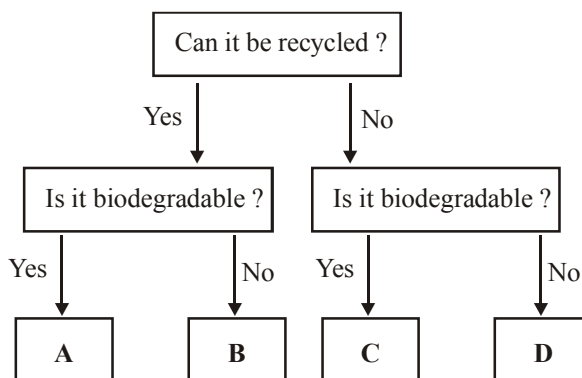 Can it be recycled ?
Yes
No
Is it biodegradable ?
Is it biodegradable ?
Yes
No
Yes
No
A
B
C
D